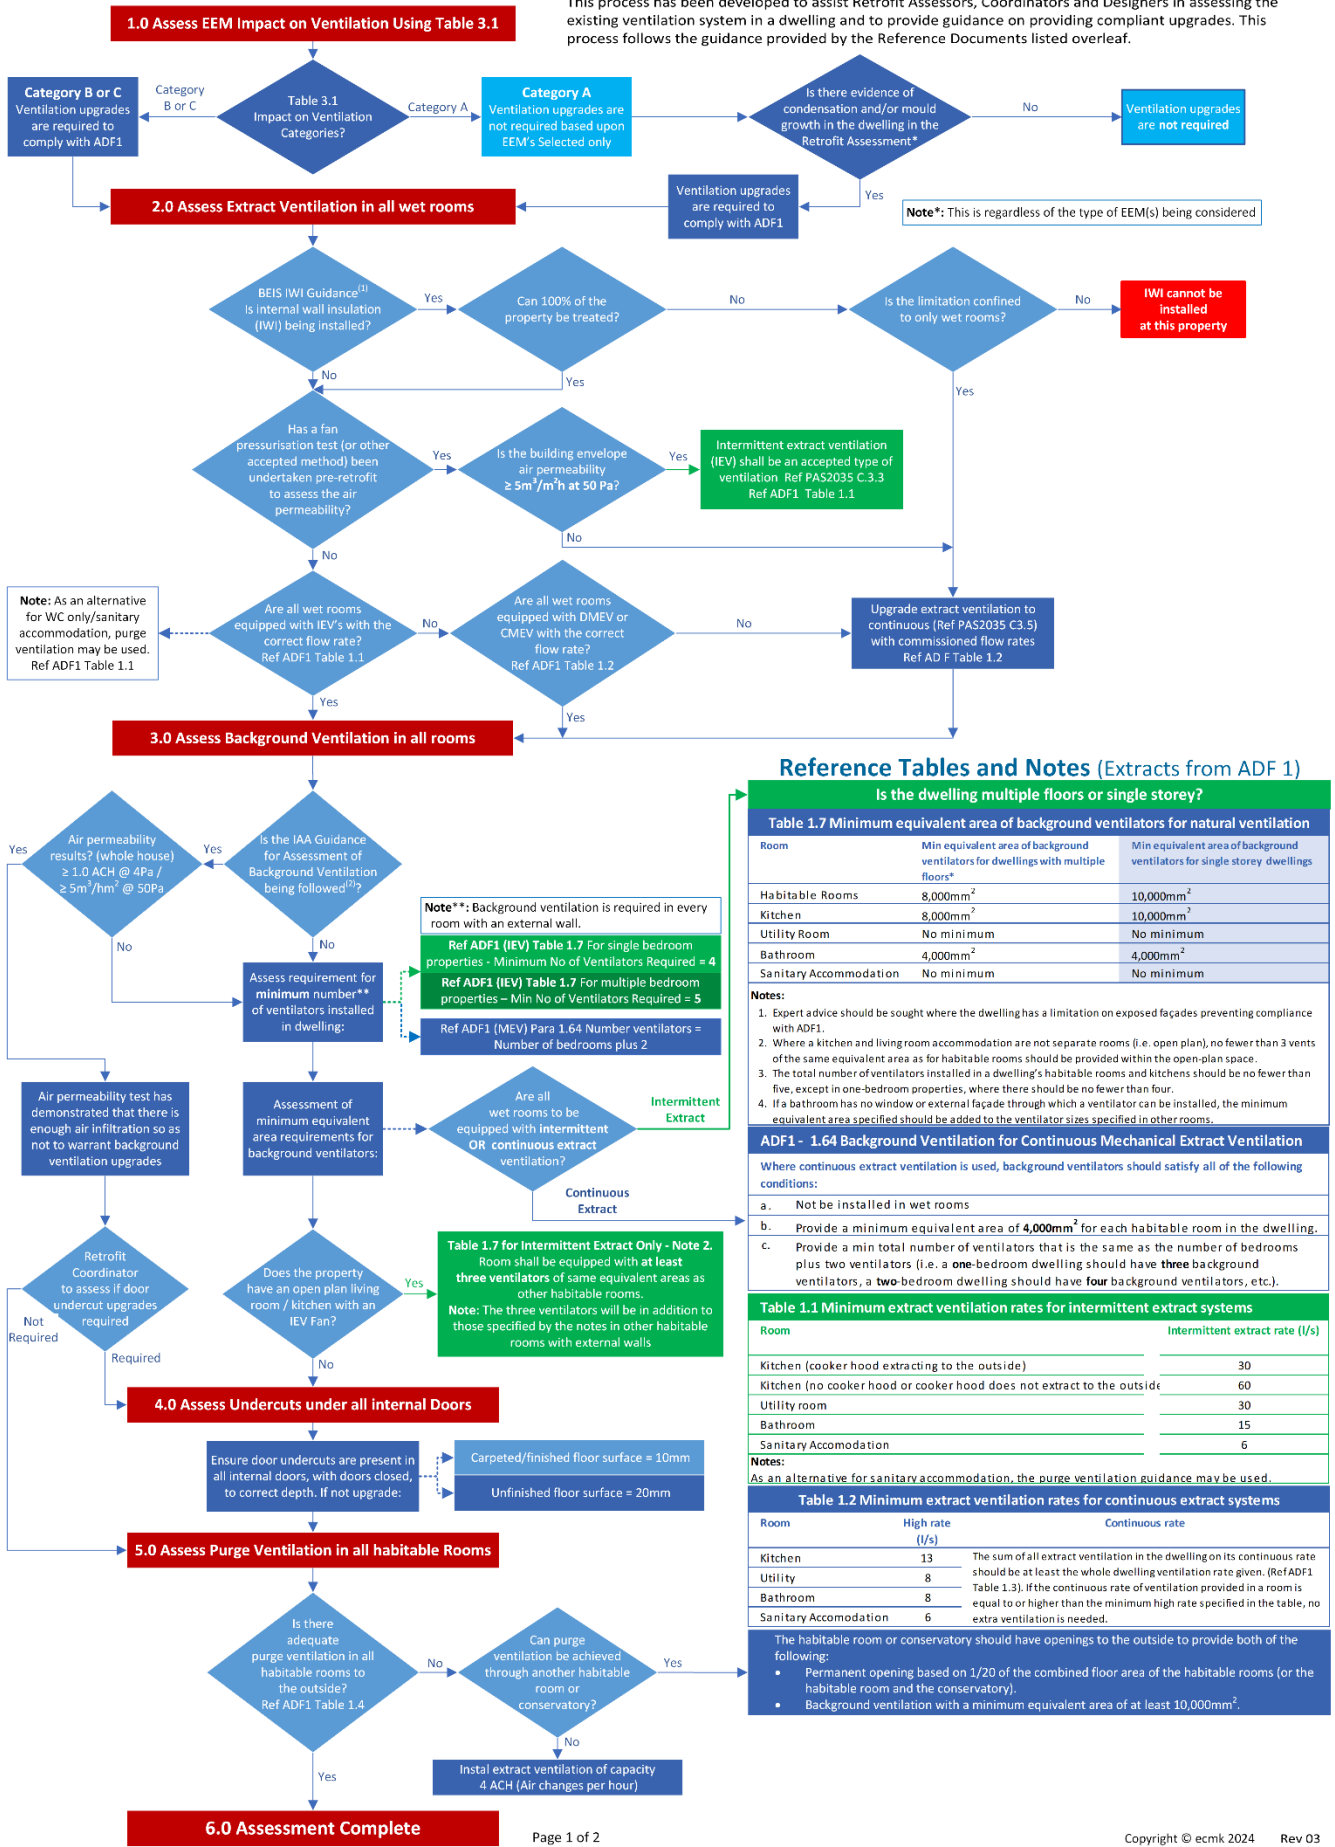 This process has been developed to assist Retrofit Assessors, Coordinators and Designers in assessing the
existing ventilation system in a dwelling and to provide guidance on providing compliant upgrades. This
process follows the guidance provided by the Reference Documents listed overleaf.
1.0 Assess EEM Impact on Ventilation Using Table 3.1
Category B or C
Ventilation upgrades
are required to
comply with ADF1
Category
B or C
Table 3.1
Impact on Ventilation
Categories?
Category A
Category A
Ventilation upgrades are
not required based upon
EEM's Selected only
Is there evidence of
condensation and/or mould
growth in the dwelling in the
Retrofit Assessment*
No
Ventilation upgrades
are not required
Yes
Ventilation upgrades
are required to
comply with ADF1
Note*: This is regardless of the type of EEM(s) being considered
2.0 Assess Extract Ventilation in all wet rooms
BEIS IWI Guidance(1)
Is internal wall insulation
(IWI) being installed?
Yes
Can 100% of the
property be treated?
No
Is the limitation confined
to only wet rooms?
No
IWI cannot be
installed
at this property
No
Yes
Yes
Has a fan
pressurisation test (or other
accepted method) been
undertaken pre-retrofit
to assess the air
permeability?
Yes
Is the building envelope
air permeability
≥ 5m³/m²h at 50 Pa?
Yes
Intermittent extract ventilation
(IEV) shall be an accepted type of
ventilation Ref PAS2035 C.3.3
Ref ADF1 Table 1.1
No
No
Note: As an alternative
for WC only/sanitary
accommodation, purge
ventilation may be used.
Ref ADF1 Table 1.1
Are all wet rooms
equipped with IEV's with the
correct flow rate?
Ref ADF1 Table 1.1
No
Are all wet rooms
equipped with DMEV or
CMEV with the correct
flow rate?
Ref ADF1 Table 1.2
No
Upgrade extract ventilation to
continuous (Ref PAS2035 C3.5)
with commissioned flow rates
Ref AD F Table 1.2
Yes
Yes
3.0 Assess Background Ventilation in all rooms
Air permeability
results? (whole house)
≥ 1.0 ACH @ 4Pa /
≥ 5m³/hm² @ 50Pa
Yes
Yes
Is the IAA Guidance
for Assessment of
Background Ventilation
being followed(2)?
No
No
Note**: Background ventilation is required in every
room with an external wall.
Assess requirement for
minimum number**
of ventilators installed
in dwelling:
Ref ADF1 (IEV) Table 1.7 For single bedroom
properties - Minimum No of Ventilators Required = 4
Ref ADF1 (IEV) Table 1.7 For multiple bedroom
properties – Min No of Ventilators Required = 5
Ref ADF1 (MEV) Para 1.64 Number ventilators =
Number of bedrooms plus 2
Air permeability test has
demonstrated that there is
enough air infiltration so as
not to warrant background
ventilation upgrades
Assessment of
minimum equivalent
area requirements for
background ventilators:
Are all
wet rooms to be
equipped with intermittent
OR continuous extract
ventilation?
Intermittent
Extract
Continuous
Extract
Retrofit
Coordinator
to assess if door
undercut upgrades
required
Not
Required
Required
Does the property
have an open plan living
room / kitchen with an
IEV Fan?
Yes
No
Table 1.7 for Intermittent Extract Only - Note 2.
Room shall be equipped with at least
three ventilators of same equivalent areas as
other habitable rooms.
Note: The three ventilators will be in addition to
those specified by the notes in other habitable
rooms with external walls
4.0 Assess Undercuts under all internal Doors
Ensure door undercuts are present in
all internal doors, with doors closed,
to correct depth. If not upgrade:
Carpeted/finished floor surface = 10mm
Unfinished floor surface = 20mm
5.0 Assess Purge Ventilation in all habitable Rooms
Is there
adequate
purge ventilation in all
habitable rooms to
the outside?
Ref ADF1 Table 1.4
No
Can purge
ventilation be achieved
through another habitable
room or
conservatory?
Yes
No
Instal extract ventilation of capacity
4 ACH (Air changes per hour)
Yes
6.0 Assessment Complete
Reference Tables and Notes (Extracts from ADF 1)
Is the dwelling multiple floors or single storey?
Table 1.7 Minimum equivalent area of background ventilators for natural ventilation
Room Min equivalent area of background Min equivalent area of background
ventilators for dwellings with multiple ventilators for single storey dwellings
floors*
Habitable Rooms 8,000mm² 10,000mm²
Kitchen 8,000mm² 10,000mm²
Utility Room No minimum No minimum
Bathroom 4,000mm² 4,000mm²
Sanitary Accommodation No minimum No minimum
Notes:
1. Expert advice should be sought where the dwelling has a limitation on exposed façades preventing compliance
with ADF1.
2. Where a kitchen and living room accommodation are not separate rooms (i.e. open plan), no fewer than 3 vents
of the same equivalent area as for habitable rooms should be provided within the open-plan space.
3. The total number of ventilators installed in a dwelling's habitable rooms and kitchens should be no fewer than
five, except in one-bedroom properties, where there should be no fewer than four.
4. If a bathroom has no window or external façade through which a ventilator can be installed, the minimum
equivalent area specified should be added to the ventilator sizes specified in other rooms.
ADF1 - 1.64 Background Ventilation for Continuous Mechanical Extract Ventilation
Where continuous extract ventilation is used, background ventilators should satisfy all of the following
conditions:
a. Not be installed in wet rooms
b. Provide a minimum equivalent area of 4,000mm² for each habitable room in the dwelling.
c. Provide a min total number of ventilators that is the same as the number of bedrooms
plus two ventilators (i.e. a one-bedroom dwelling should have three background
ventilators, a two-bedroom dwelling should have four background ventilators, etc.).
Table 1.1 Minimum extract ventilation rates for intermittent extract systems
Room Intermittent extract rate (l/s)
Kitchen (cooker hood extracting to the outside) 30
Kitchen (no cooker hood or cooker hood does not extract to the outside 60
Utility room 30
Bathroom 15
Sanitary Accomodation 6
Notes:
As an alternative for sanitary accommodation, the purge ventilation guidance may be used.
Table 1.2 Minimum extract ventilation rates for continuous extract systems
Room High rate Continuous rate
(l/s)
Kitchen 13
Utility 8
Bathroom 8
Sanitary Accomodation 6
The sum of all extract ventilation in the dwelling on its continuous rate
should be at least the whole dwelling ventilation rate given. (Ref ADF1
Table 1.3). If the continuous rate of ventilation provided in a room is
equal to or higher than the minimum high rate specified in the table, no
extra ventilation is needed.
The habitable room or conservatory should have openings to the outside to provide both of the
following:
• Permanent opening based on 1/20 of the combined floor area of the habitable rooms (or the
habitable room and the conservatory).
• Background ventilation with a minimum equivalent area of at least 10,000mm².
Page 1 of 2
Copyright © ecmk 2024 Rev 03